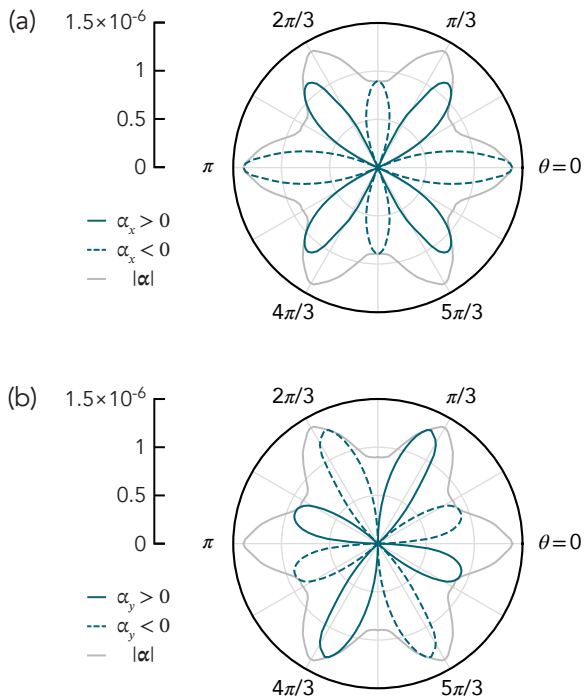 (a)
1.5×10⁻⁶
1
0.5
0
2π/3
π/3
π
θ=0
4π/3
5π/3
αₓ > 0
αₓ < 0
|α|
(b)
1.5×10⁻⁶
1
0.5
0
2π/3
π/3
π
θ=0
4π/3
5π/3
α_y > 0
α_y < 0
|α|